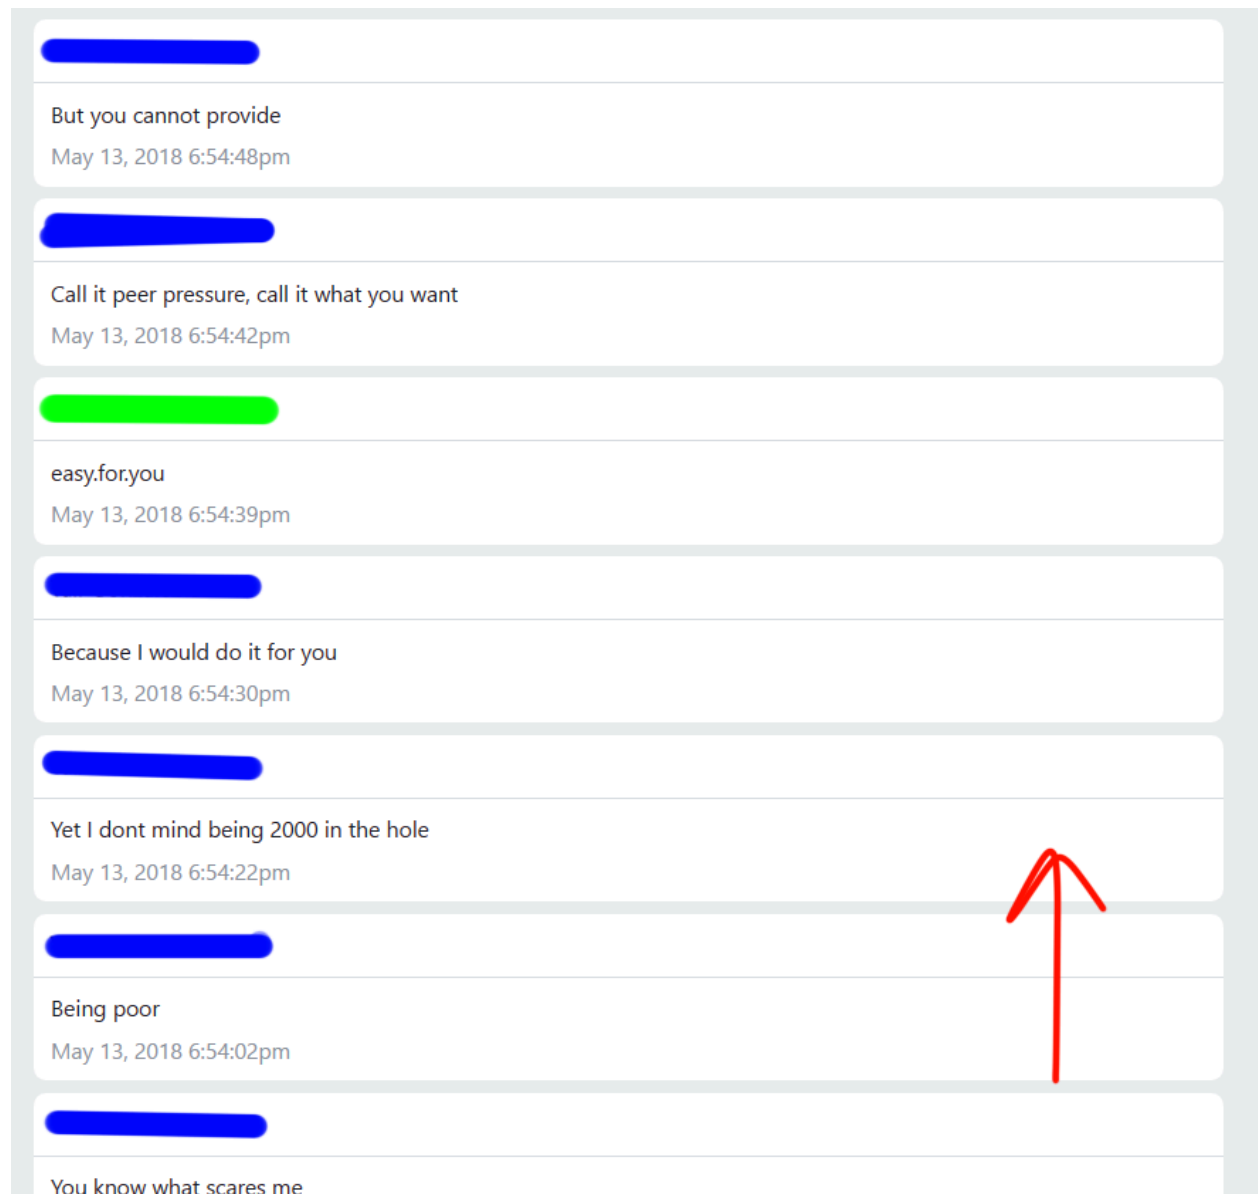 But you cannot provide
May 13, 2018 6:54:48pm
Call it peer pressure, call it what you want
May 13, 2018 6:54:42pm
easy.for.you
May 13, 2018 6:54:39pm
Because I would do it for you
May 13, 2018 6:54:30pm
Yet I dont mind being 2000 in the hole
May 13, 2018 6:54:22pm
Being poor
May 13, 2018 6:54:02pm
You know what scares me